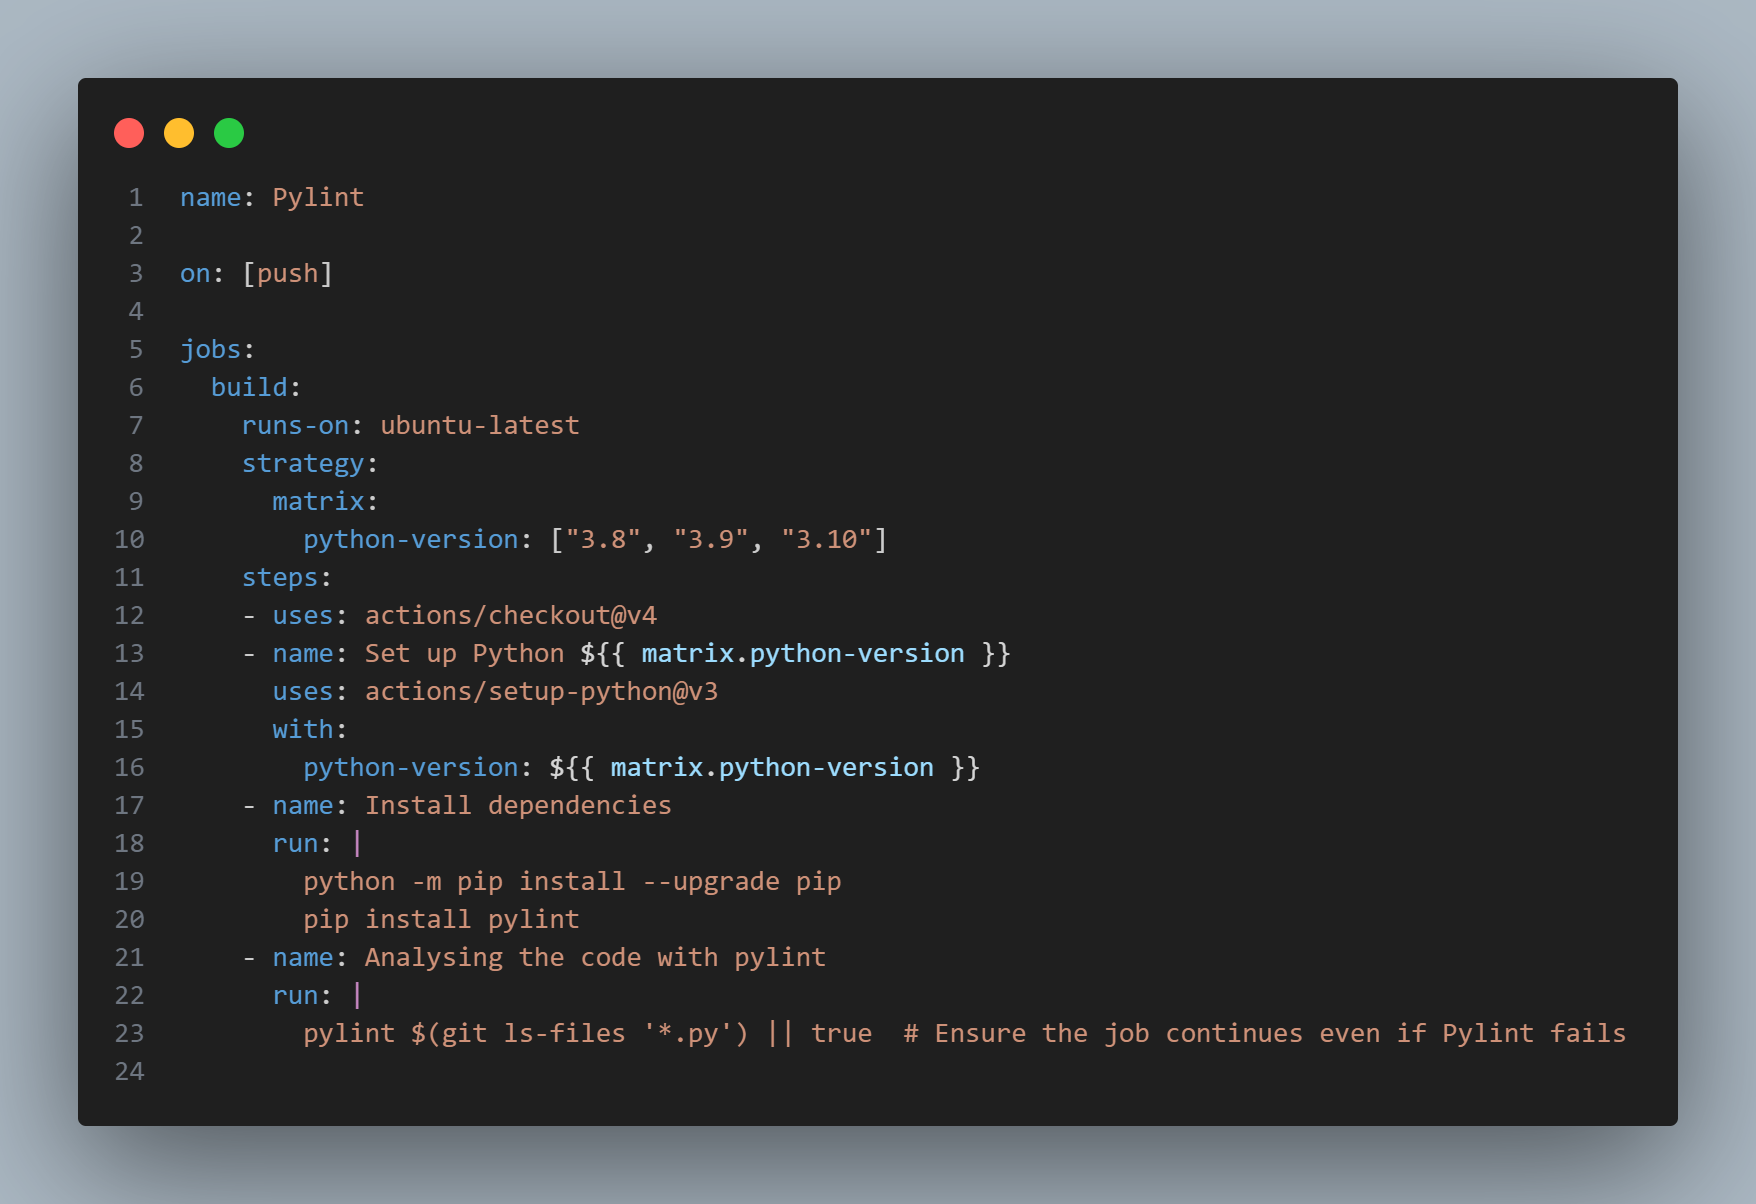 1 name: Pylint
2
3 on: [push]
4
5 jobs:
6   build:
7     runs-on: ubuntu-latest
8     strategy:
9       matrix:
10         python-version: ["3.8", "3.9", "3.10"]
11     steps:
12     - uses: actions/checkout@v4
13     - name: Set up Python ${{ matrix.python-version }}
14       uses: actions/setup-python@v3
15       with:
16         python-version: ${{ matrix.python-version }}
17     - name: Install dependencies
18       run: |
19         python -m pip install --upgrade pip
20         pip install pylint
21     - name: Analysing the code with pylint
22       run: |
23         pylint $(git ls-files '*.py') || true  # Ensure the job continues even if Pylint fails
24